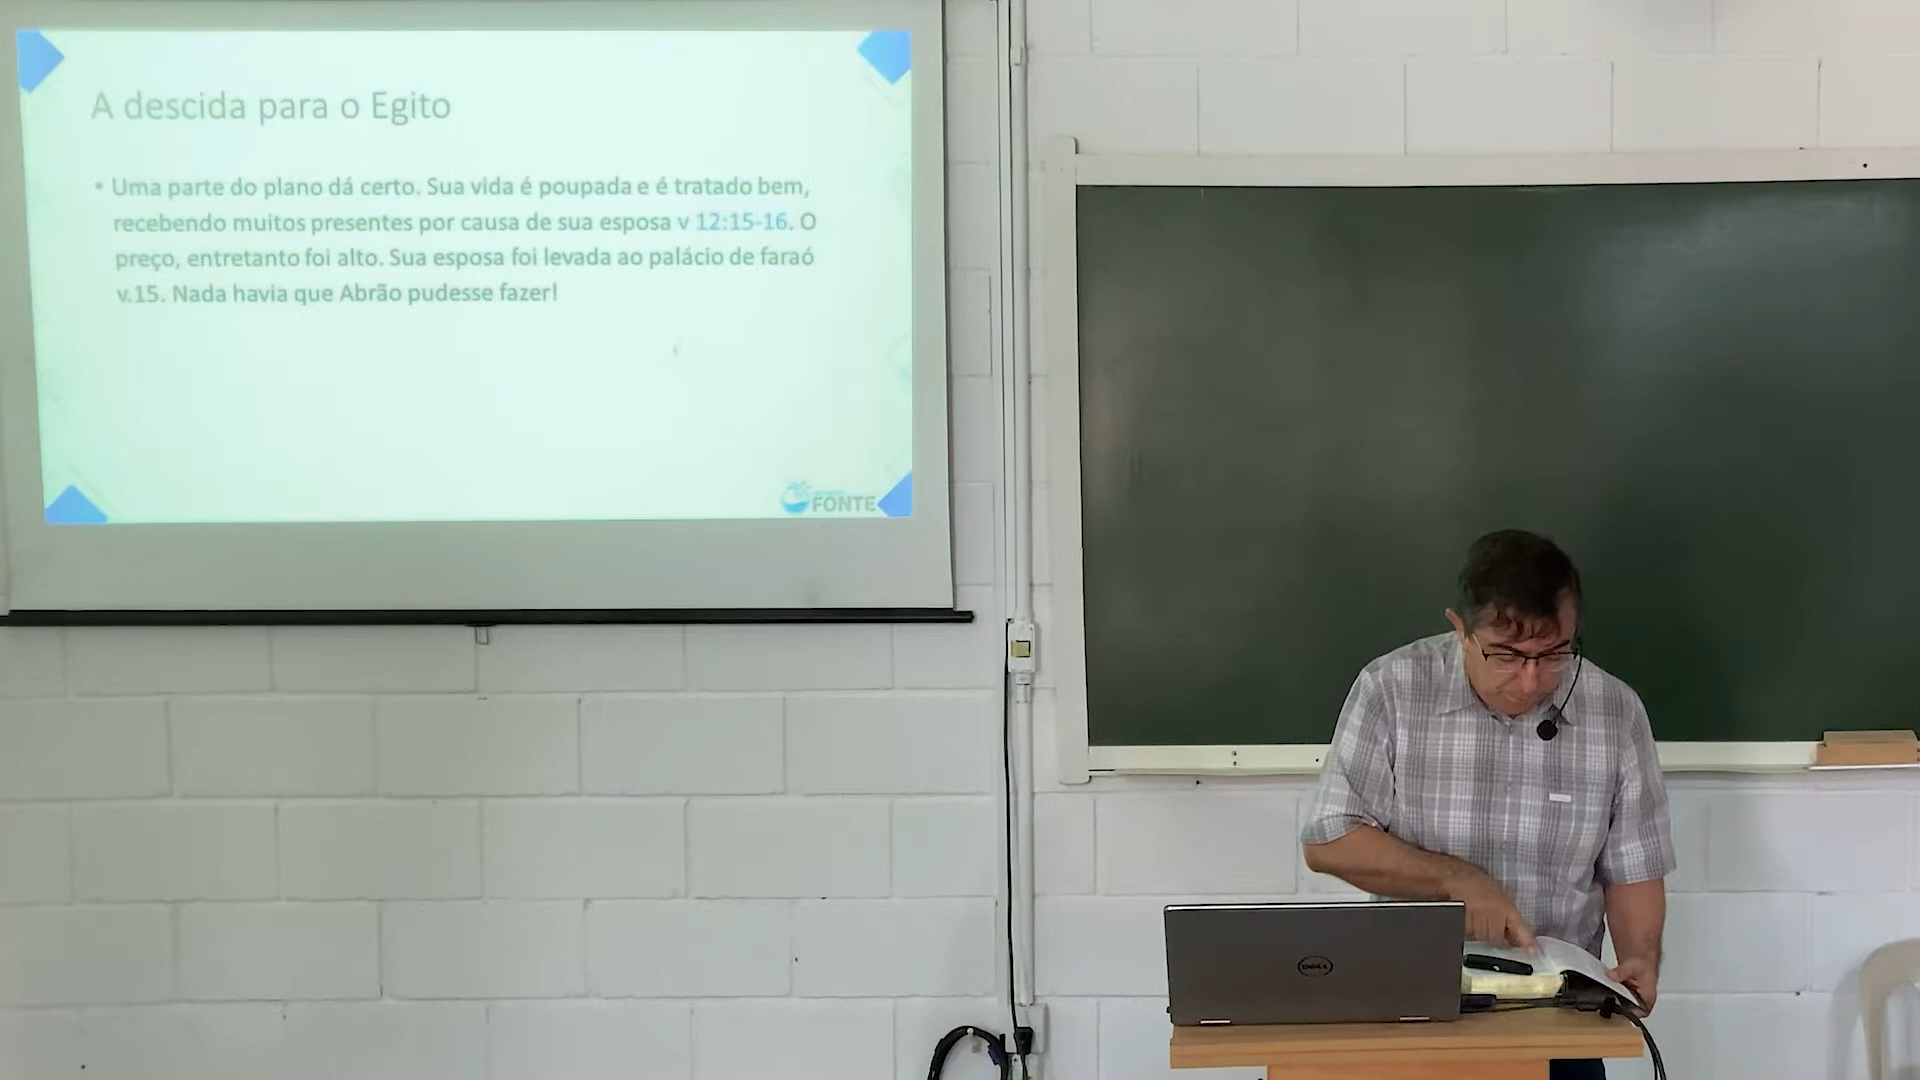 A descida para o Egito
• Uma parte do plano dá certo. Sua vida é poupada e é tratado bem,
recebendo muitos presentes por causa de sua esposa v 12:15-16. O
preço, entretanto foi alto. Sua esposa foi levada ao palácio de faraó
v.15. Nada havia que Abrão pudesse fazer!
FONTE
DELL